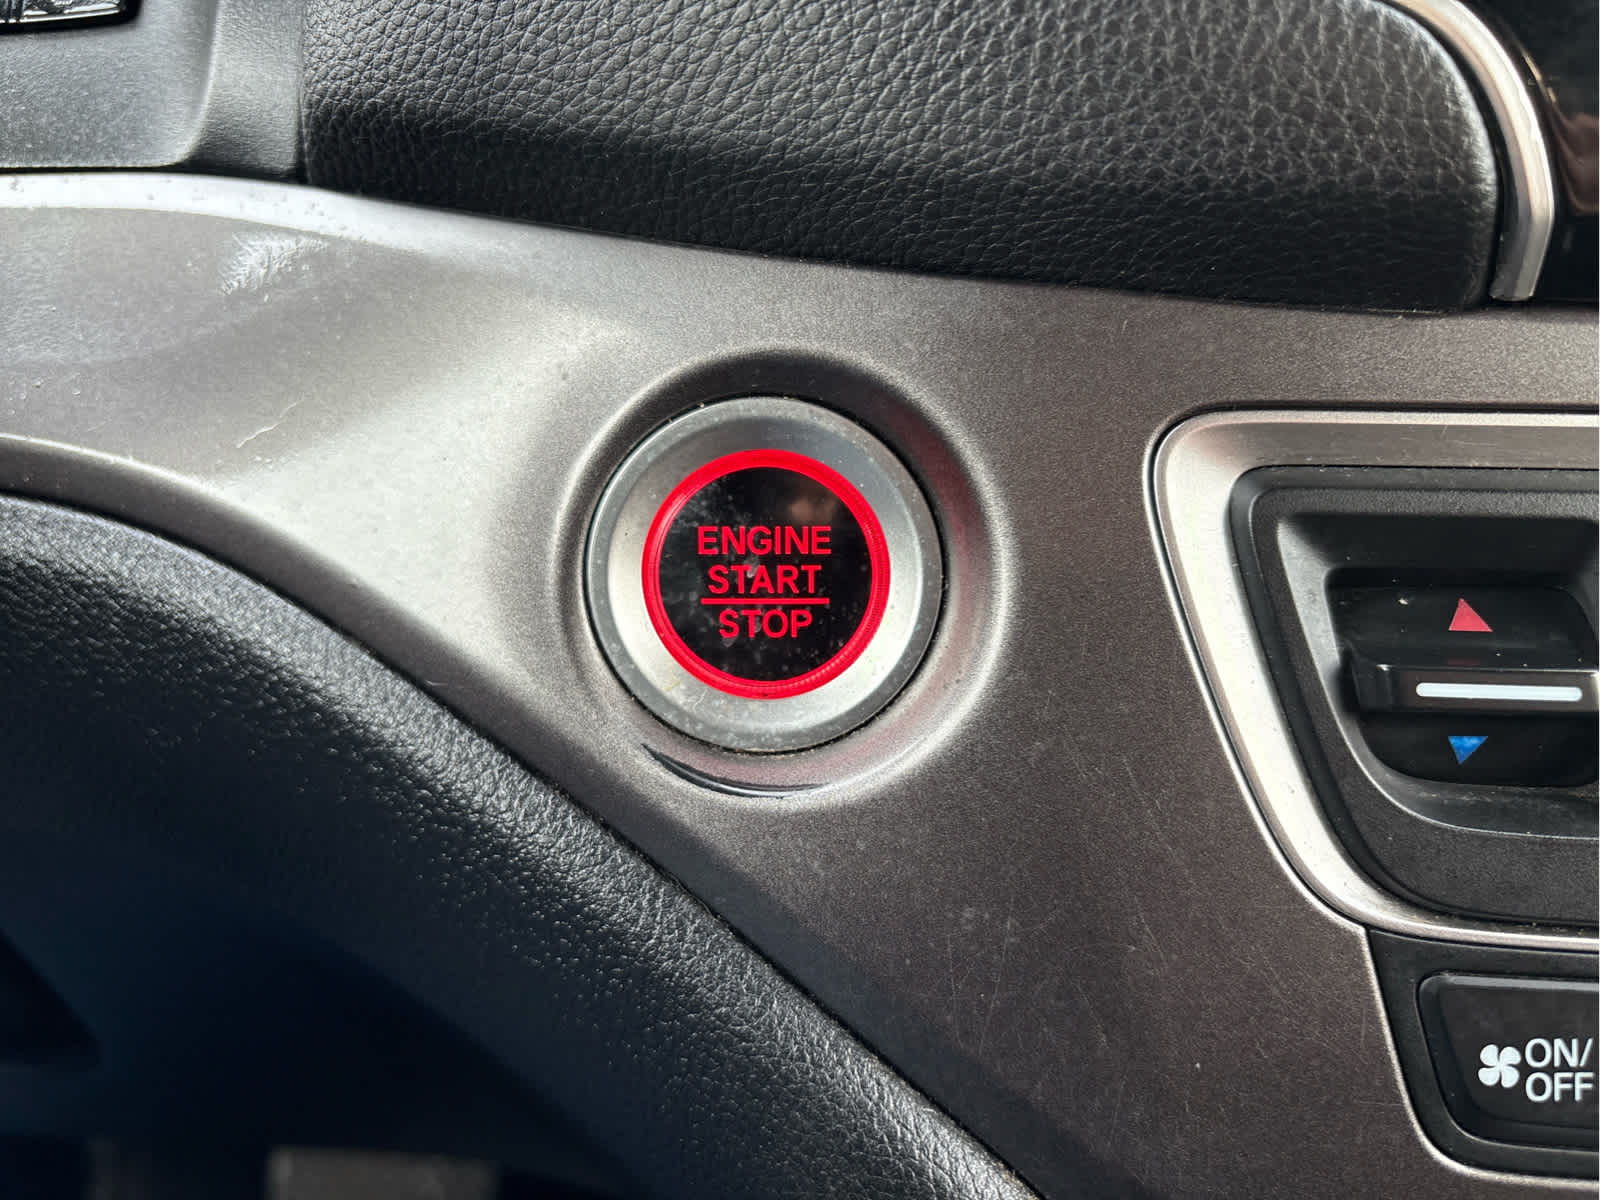 ENGINE
START
STOP
ON/
OFF